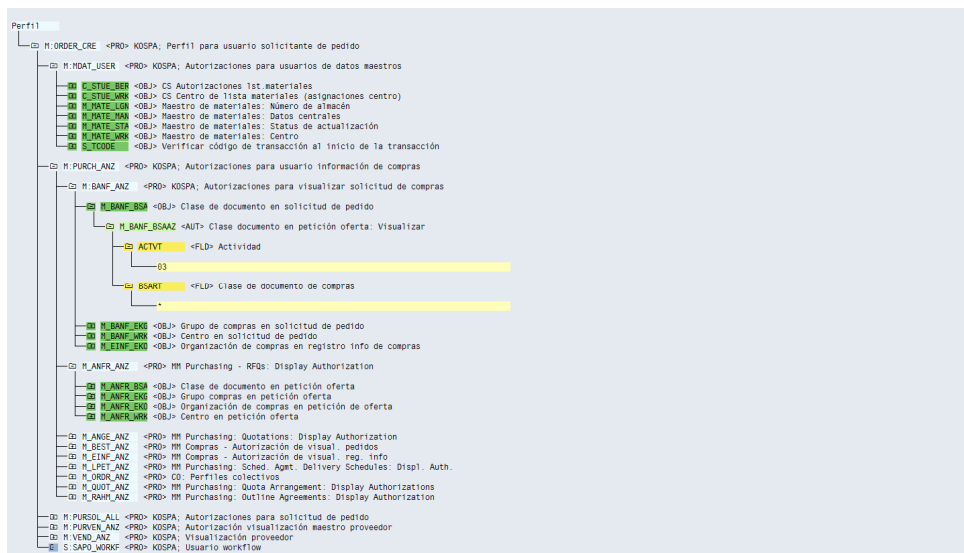 Perfil
M:ORDER_CRE <PRO> KOSPA; Perfil para usuario solicitante de pedido
M:MDAT_USER <PRO> KOSPA; Autorizaciones para usuarios de datos maestros
C_STUE_BER <OBJ> CS Autorizaciones lst.materiales
C_STUE_WRK <OBJ> CS Centro de lista materiales (asignaciones centro)
M_MATE_LGN <OBJ> Maestro de materiales: Número de almacén
M_MATE_MAN <OBJ> Maestro de materiales: Datos centrales
M_MATE_STA <OBJ> Maestro de materiales: Status de actualización
M_MATE_WRK <OBJ> Maestro de materiales: Centro
S_TCODE <OBJ> Verificar código de transacción al inicio de la transacción
M:PURCH_ANZ <PRO> KOSPA; Autorizaciones para usuario información de compras
M:BANF_ANZ <PRO> KOSPA; Autorizaciones para visualizar solicitud de compras
M_BANF_BSA <OBJ> Clase de documento en solicitud de pedido
M_BANF_BSAAZ <AUT> Clase documento en petición oferta: Visualizar
ACTVT <FLD> Actividad
03
BSART <FLD> Clase de documento de compras
*
M_BANF_EKG <OBJ> Grupo de compras en solicitud de pedido
M_BANF_WRK <OBJ> Centro en solicitud de pedido
M_EINF_EKO <OBJ> Organización de compras en registro info de compras
M_ANFR_ANZ <PRO> MM Purchasing - RFQs: Display Authorization
M_ANFR_BSA <OBJ> Clase de documento en petición oferta
M_ANFR_EKG <OBJ> Grupo compras en petición oferta
M_ANFR_EKO <OBJ> Organización de compras en petición de oferta
M_ANFR_WRK <OBJ> Centro en petición oferta
M_ANGE_ANZ <PRO> MM Purchasing: Quotations: Display Authorization
M_BEST_ANZ <PRO> MM Compras - Autorización de visual. pedidos
M_EINF_ANZ <PRO> MM Compras - Autorización de visual. reg. info
M_LPET_ANZ <PRO> MM Purchasing: Sched. Agmt. Delivery Schedules: Displ. Auth.
M_ORDR_ANZ <PRO> CO: Perfiles colectivos
M_QUOT_ANZ <PRO> MM Purchasing: Quota Arrangement: Display Authorizations
M_RAHM_ANZ <PRO> MM Purchasing: Outline Agreements: Display Authorization
M:PURSOL_ALL <PRO> KOSPA; Autorizaciones para solicitud de pedido
M:PURVEN_ANZ <PRO> KOSPA; Autorización visualización maestro proveedor
M:VEND_ANZ <PRO> KOSPA; Visualización proveedor
S:SAPO_WORKF <PRO> KOSPA; Usuario workflow